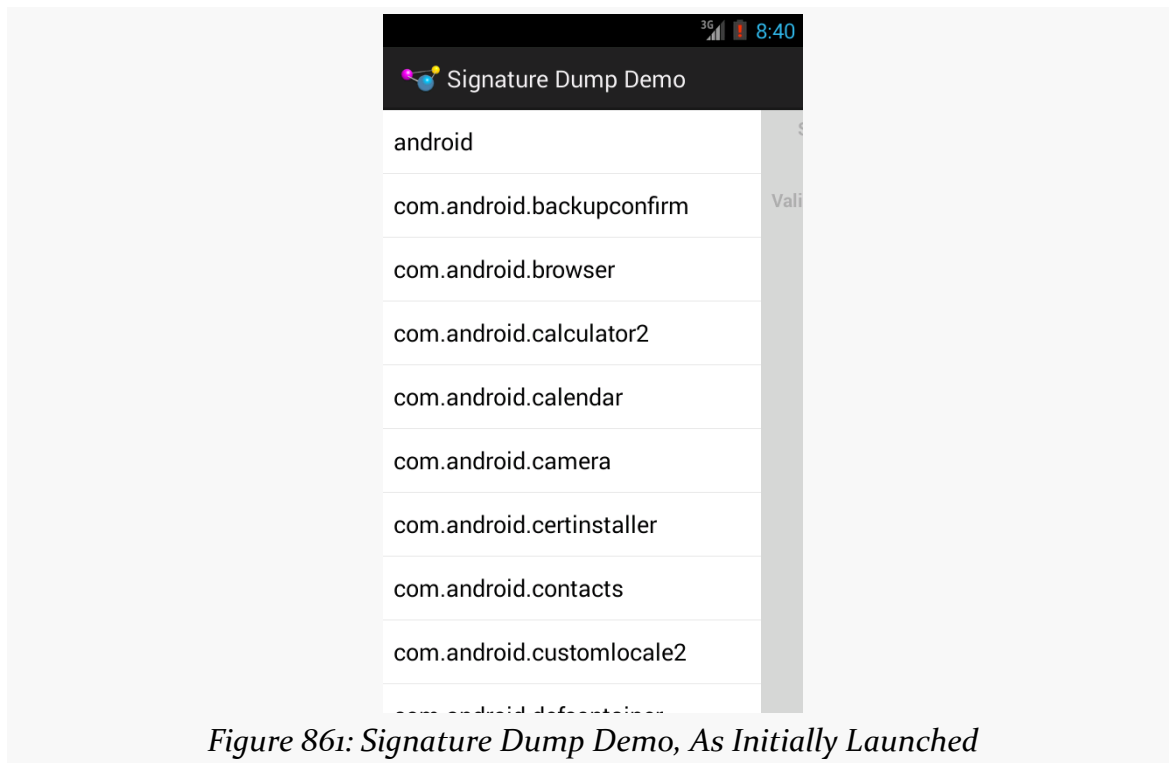 3G 8:40
Signature Dump Demo
android
com.android.backupconfirm
Vali
com.android.browser
com.android.calculator2
com.android.calendar
com.android.camera
com.android.certinstaller
com.android.contacts
com.android.customlocale2
Figure 861: Signature Dump Demo, As Initially Launched